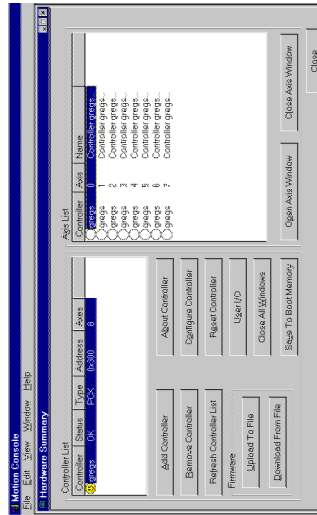 Motion Console
File Edit View Window Help
Hardware Summary
Controller List
Controller Status Type Address Axes
gregs OK PCX 0x300 8
Add Controller
About Controller
Remove Controller
Configure Controller
Refresh Controller List
Reset Controller
Firmware
Upload To File
Download From File
User I/O
Close All Windows
Save To Boot Memory
Axis List
Controller Axis Name
gregs 0 Controller gregs...
gregs 1 Controller gregs...
gregs 2 Controller gregs...
gregs 3 Controller gregs...
gregs 4 Controller gregs...
gregs 5 Controller gregs...
gregs 6 Controller gregs...
gregs 7 Controller gregs...
Open Axis Window
Close Axis Window
Close